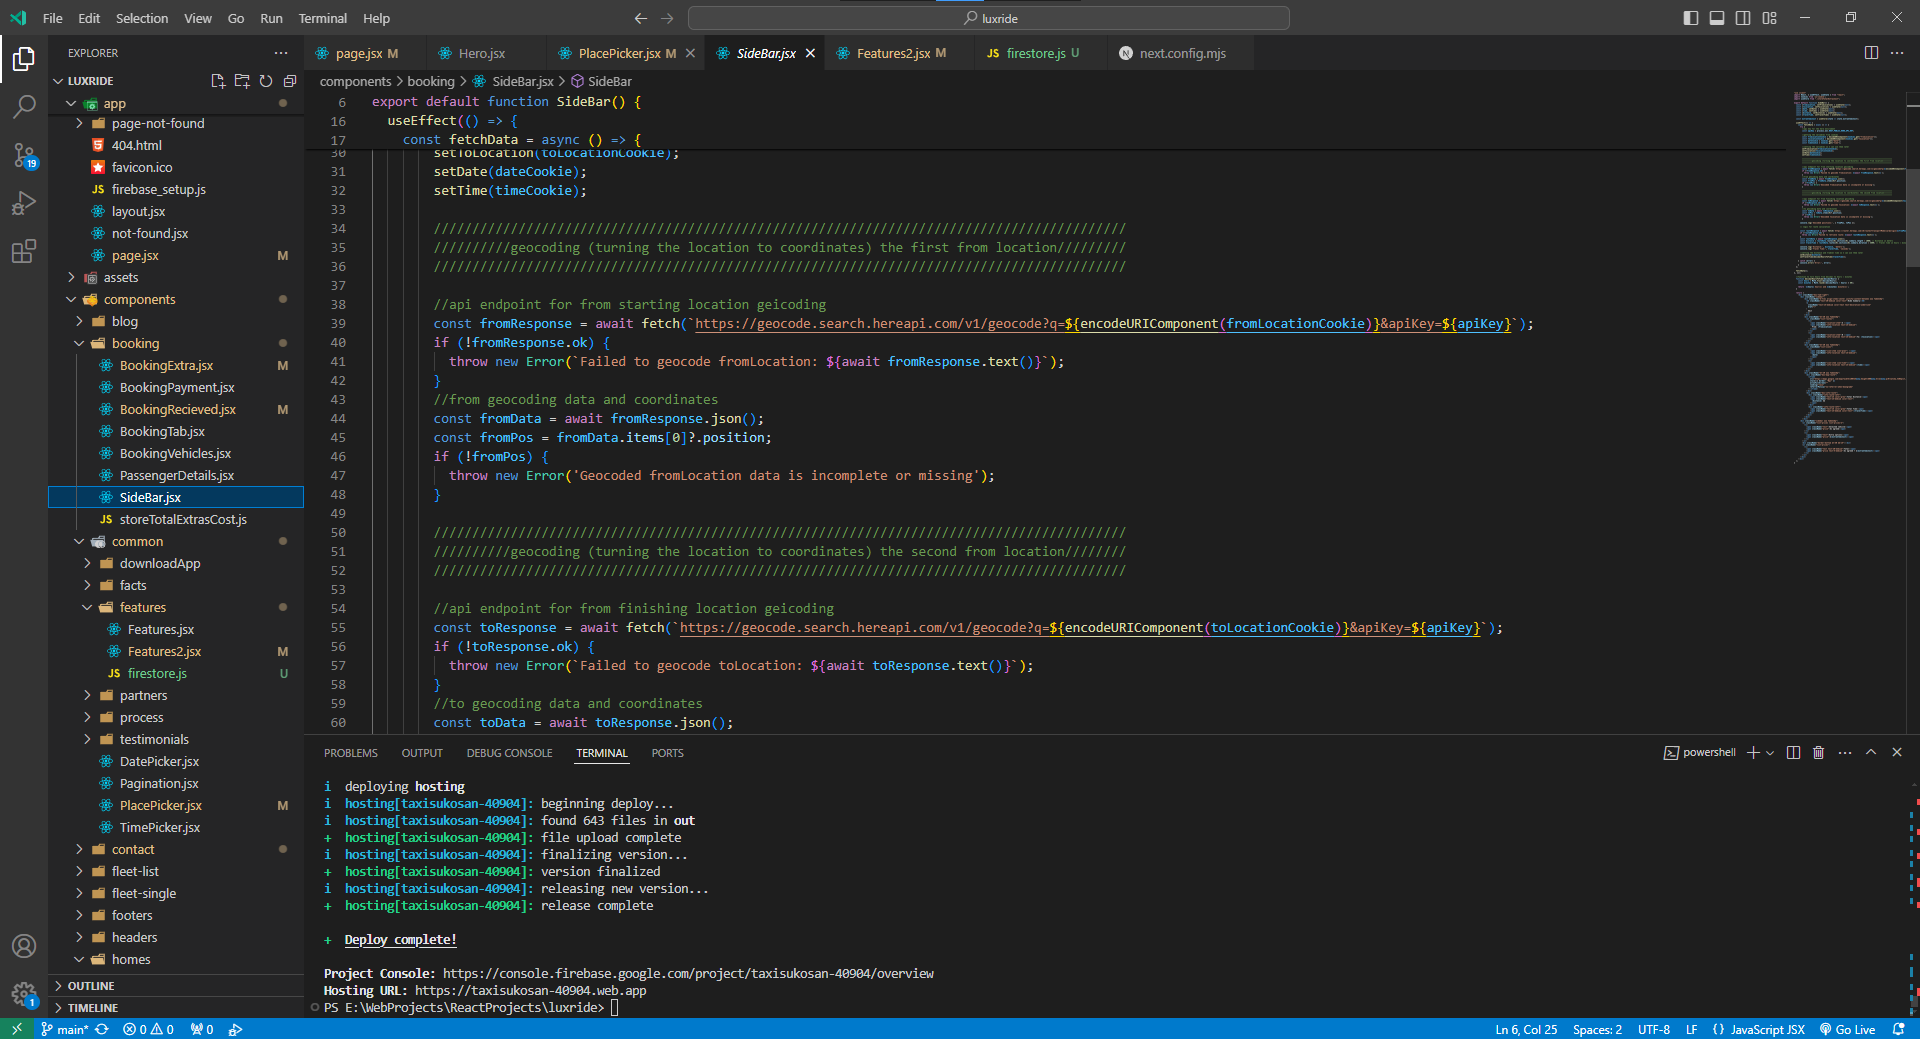 File Edit Selection View Go Run Terminal Help
luxride
EXPLORER
LUXRIDE
app
page-not-found
404.html
favicon.ico
JS firebase_setup.js
layout.jsx
not-found.jsx
page.jsx M
assets
components
blog
booking
BookingExtra.jsx M
BookingPayment.jsx
BookingRecieved.jsx M
BookingTab.jsx
BookingVehicles.jsx
PassengerDetails.jsx
SideBar.jsx
JS storeTotalExtrasCost.js
common
downloadApp
facts
features
Features.jsx
Features2.jsx M
JS firestore.js U
partners
process
testimonials
DatePicker.jsx
Pagination.jsx
PlacePicker.jsx M
TimePicker.jsx
contact
fleet-list
fleet-single
footers
headers
homes
OUTLINE
TIMELINE
19
1
page.jsx M Hero.jsx PlacePicker.jsx M SideBar.jsx Features2.jsx M JS firestore.js U N next.config.mjs
components > booking > SideBar.jsx > SideBar
6 export default function SideBar() {
16 useEffect(() => {
17 const fetchData = async () => {
30 setToLocation(toLocationCookie);
31 setDate(dateCookie);
32 setTime(timeCookie);
33
34 //////////////////////////////////////////////////////////////////////////////////////////
35 //////////geocoding (turning the location to coordinates) the first from location/////////
36 //////////////////////////////////////////////////////////////////////////////////////////
37
38 //api endpoint for from starting location geicoding
39 const fromResponse = await fetch(`https://geocode.search.hereapi.com/v1/geocode?q=${encodeURIComponent(fromLocationCookie)}&apiKey=${apiKey}`);
40 if (!fromResponse.ok) {
41 throw new Error(`Failed to geocode fromLocation: ${await fromResponse.text()}`);
42 }
43 //from geocoding data and coordinates
44 const fromData = await fromResponse.json();
45 const fromPos = fromData.items[0]?.position;
46 if (!fromPos) {
47 throw new Error('Geocoded fromLocation data is incomplete or missing');
48 }
49
50 //////////////////////////////////////////////////////////////////////////////////////////
51 //////////geocoding (turning the location to coordinates) the second from location////////
52 //////////////////////////////////////////////////////////////////////////////////////////
53
54 //api endpoint for from finishing location geicoding
55 const toResponse = await fetch(`https://geocode.search.hereapi.com/v1/geocode?q=${encodeURIComponent(toLocationCookie)}&apiKey=${apiKey}`);
56 if (!toResponse.ok) {
57 throw new Error(`Failed to geocode toLocation: ${await toResponse.text()}`);
58 }
59 //to geocoding data and coordinates
60 const toData = await toResponse.json();
PROBLEMS OUTPUT DEBUG CONSOLE TERMINAL PORTS
powershell
i deploying hosting
i hosting[taxisukosan-40904]: beginning deploy...
i hosting[taxisukosan-40904]: found 643 files in out
+ hosting[taxisukosan-40904]: file upload complete
i hosting[taxisukosan-40904]: finalizing version...
+ hosting[taxisukosan-40904]: version finalized
i hosting[taxisukosan-40904]: releasing new version...
+ hosting[taxisukosan-40904]: release complete
+ Deploy complete!
Project Console: https://console.firebase.google.com/project/taxisukosan-40904/overview
Hosting URL: https://taxisukosan-40904.web.app
PS E:\WebProjects\ReactProjects\luxride>
main* 0 0 0
Ln 6, Col 25 Spaces: 2 UTF-8 LF {} JavaScript JSX Go Live